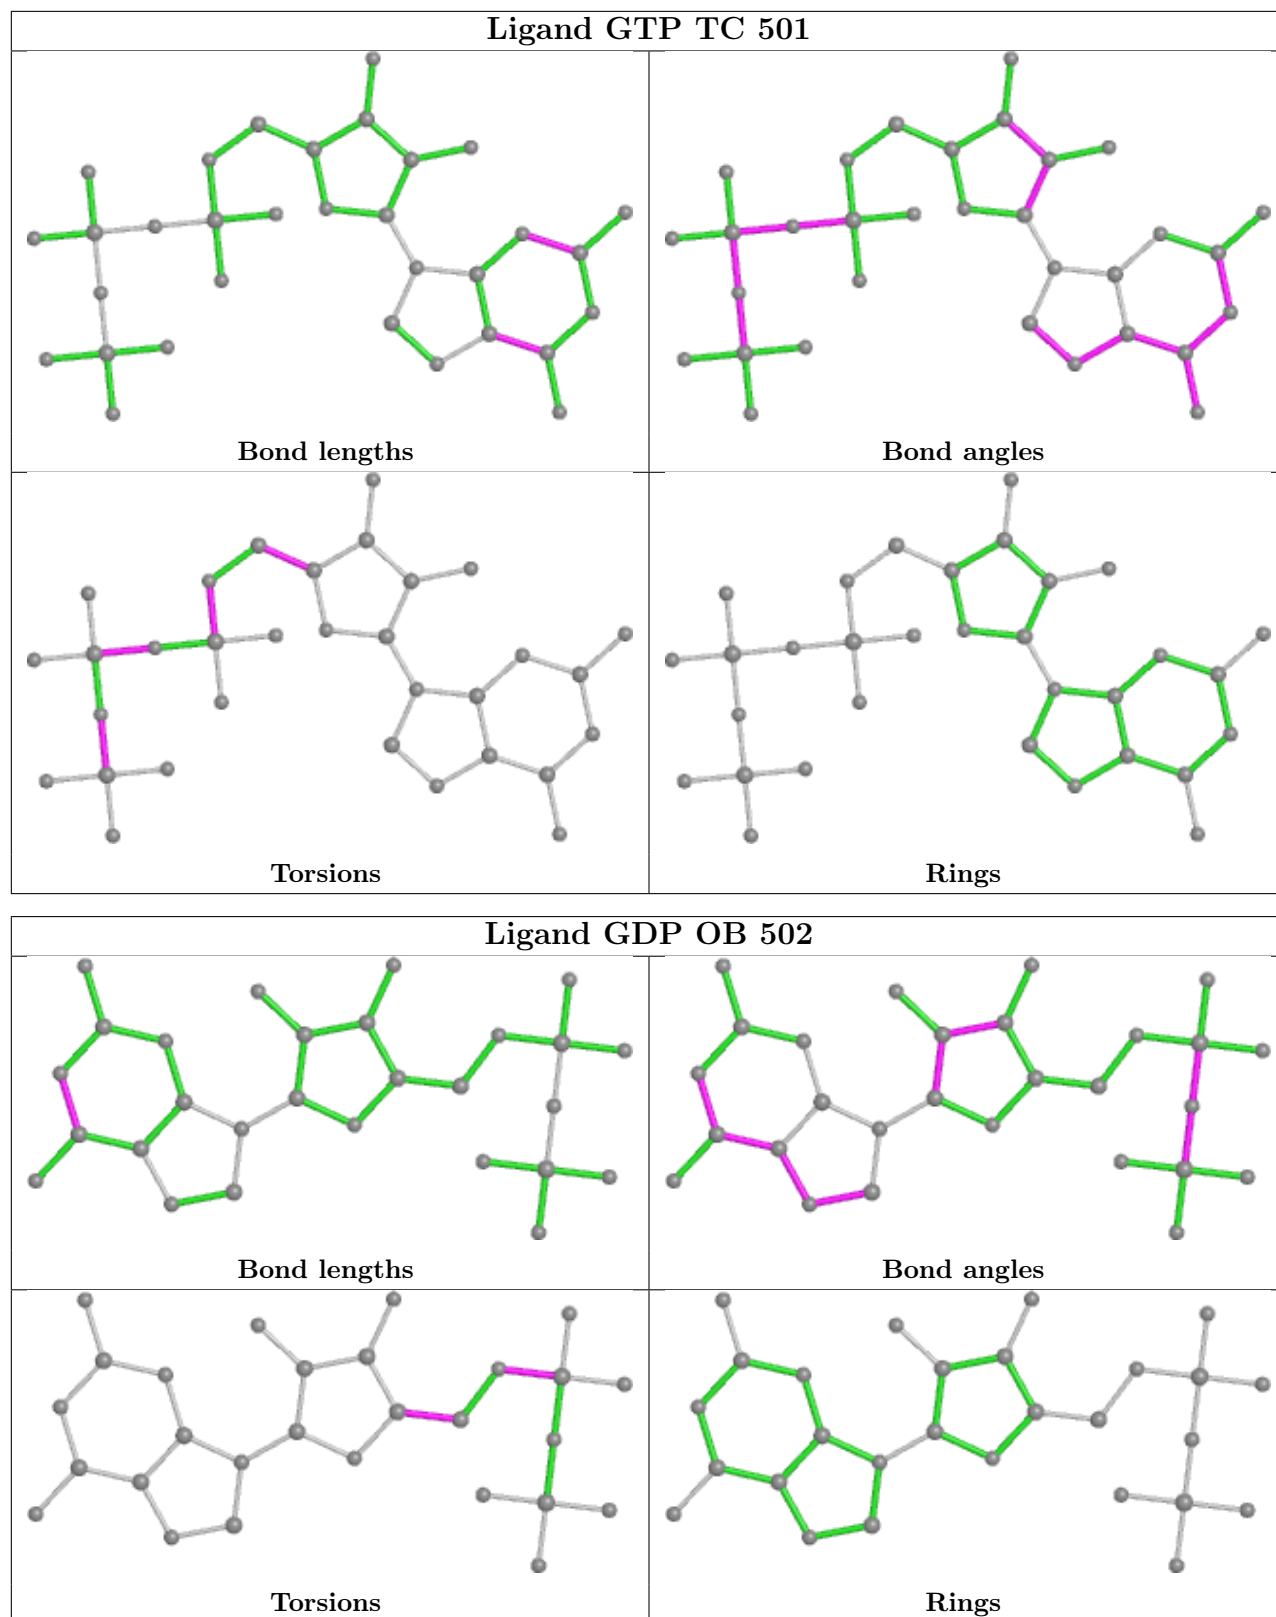 Ligand GTP TC 501
Bond lengths
Bond angles
Torsions
Rings
Ligand GDP OB 502
Bond lengths
Bond angles
Torsions
Rings